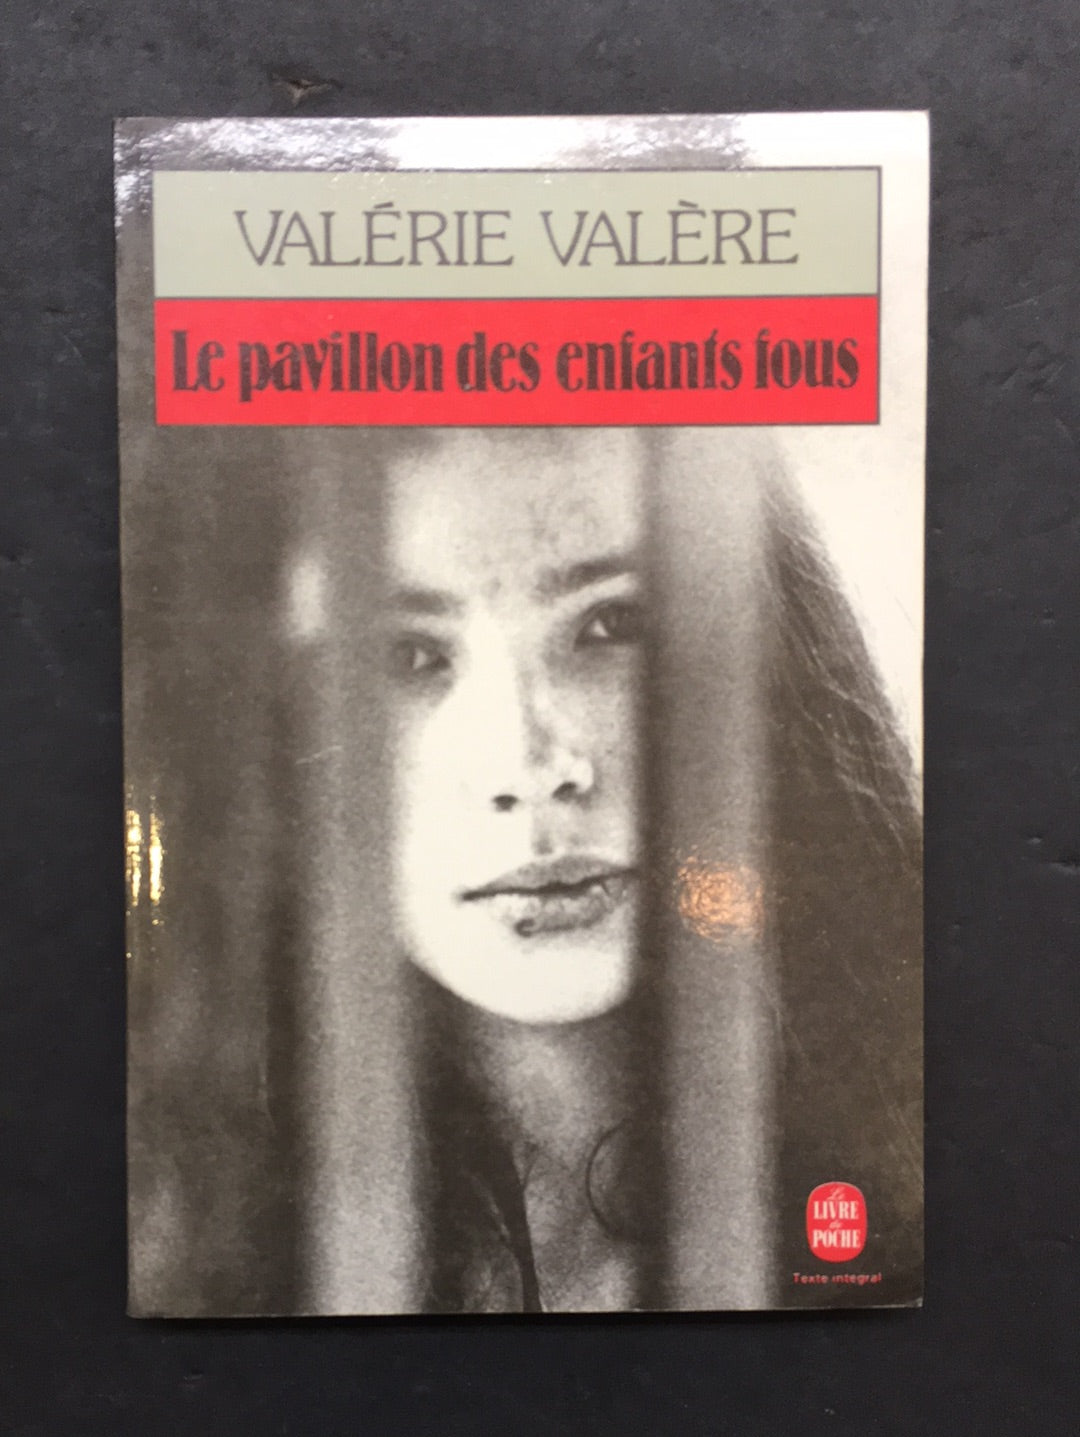 VALÉRIE VALÈRE
Le pavillon des enfants fous
Le
LIVRE
de
POCHE
Texte intégral